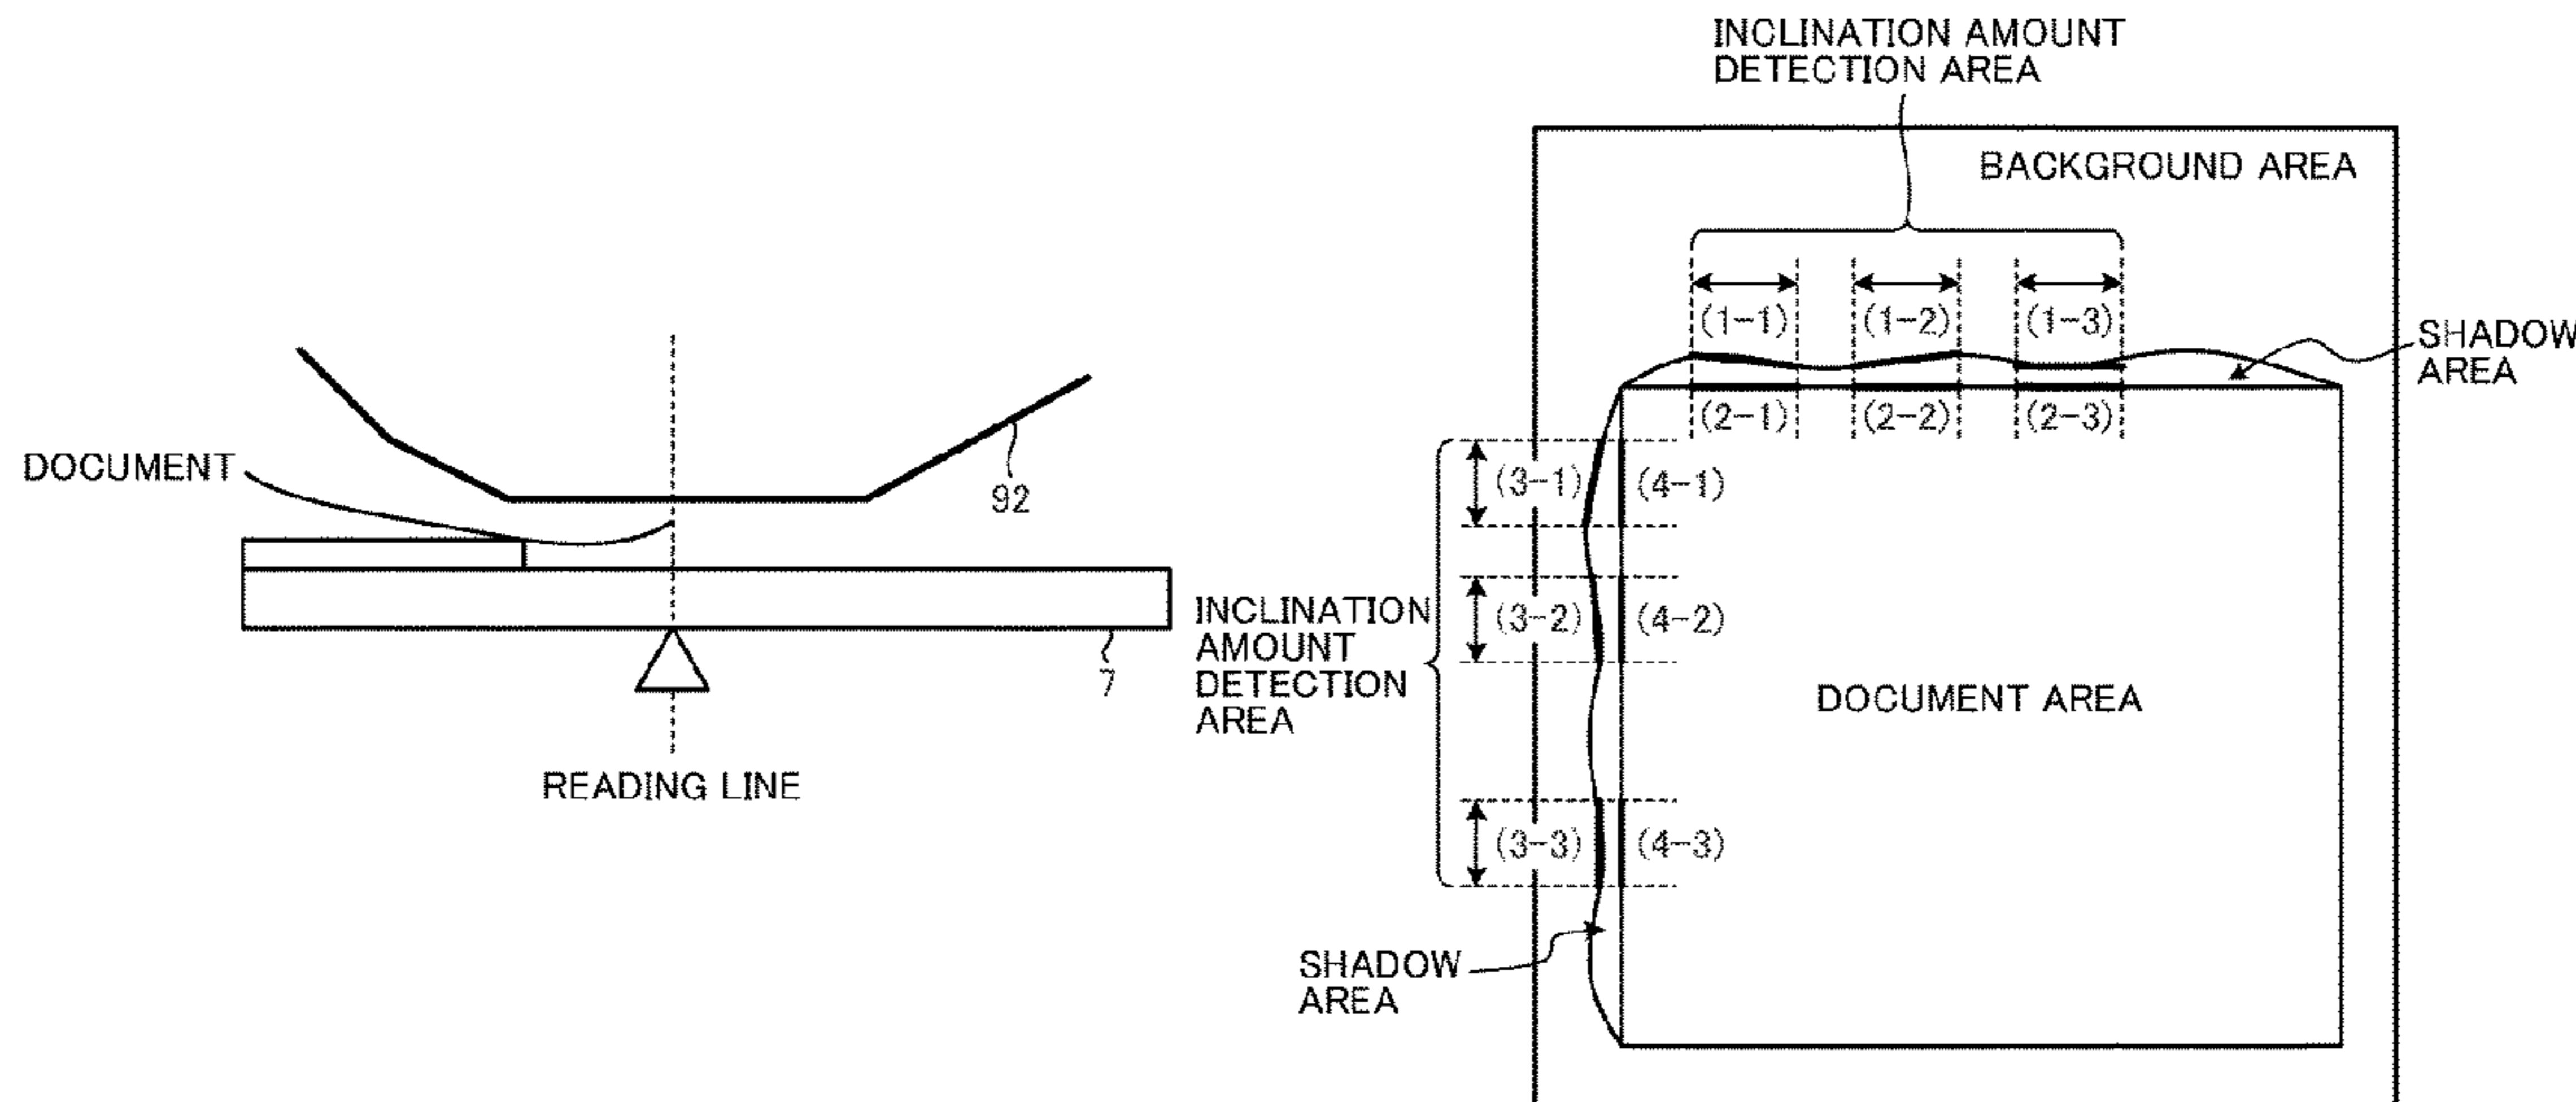 DOCUMENT
92
7
READING LINE
INCLINATION AMOUNT
DETECTION AREA
BACKGROUND AREA
(1-1) (1-2) (1-3)
SHADOW
AREA
(2-1) (2-2) (2-3)
(3-1) (4-1)
(3-2) (4-2)
INCLINATION
AMOUNT
DETECTION
AREA
DOCUMENT AREA
(3-3) (4-3)
SHADOW
AREA